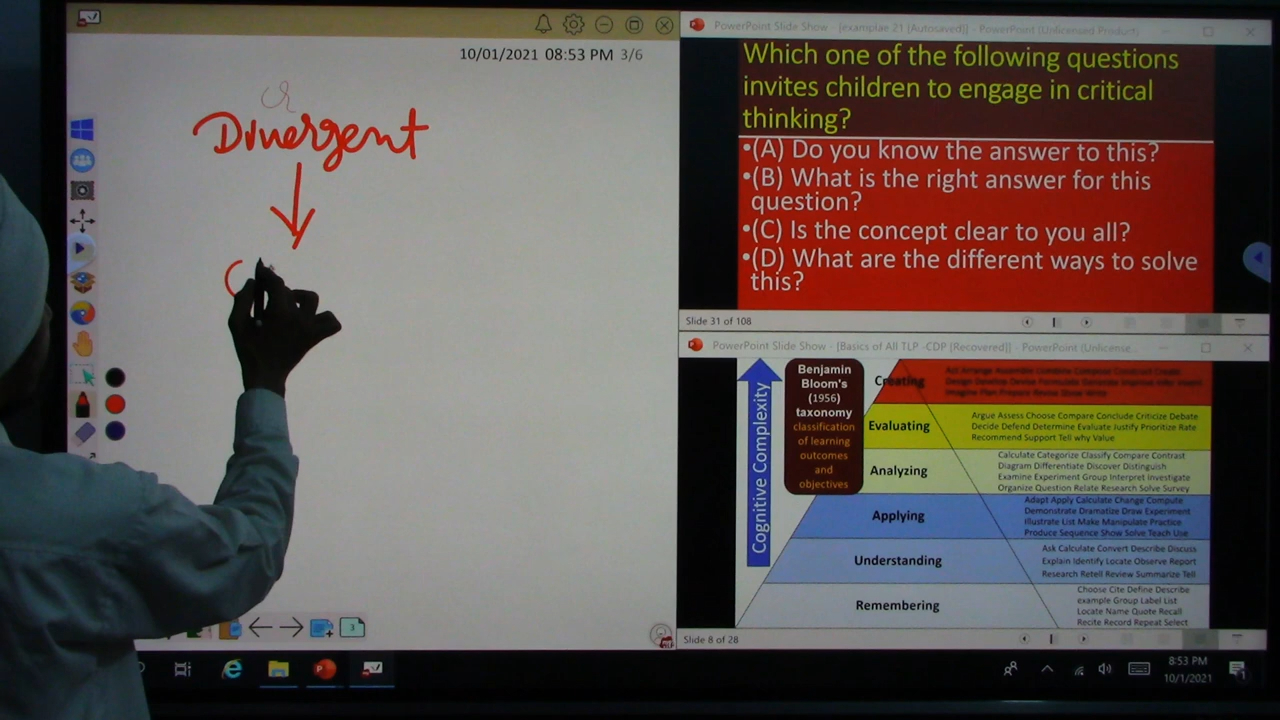 10/01/2021 08:53 PM 3/6
Divergent
PowerPoint Slide Show - [examplae 21 (Autosaved)] - PowerPoint (Unlicensed Product)
Which one of the following questions
invites children to engage in critical
thinking?
•(A) Do you know the answer to this?
•(B) What is the right answer for this
question?
•(C) Is the concept clear to you all?
•(D) What are the different ways to solve
this?
Slide 31 of 108
PowerPoint Slide Show - [Basics of All TLP -CDP (Recovered)] - PowerPoint (Unlicense...
Cognitive Complexity
Benjamin
Bloom's
(1956)
taxonomy
classification
of learning
outcomes
and
objectives
Creating
Evaluating
Argue Assess Choose Compare Conclude Criticize Debate
Decide Defend Determine Evaluate Justify Prioritize Rate
Recommend Support Tell why Value
Analyzing
Calculate Categorize Classify Compare Contrast
Diagram Differentiate Discover Distinguish
Examine Experiment Group Interpret Investigate
Organize Question Relate Research Solve Survey
Applying
Adapt Apply Calculate Change Compute
Demonstrate Dramatize Draw Experiment
Illustrate List Make Manipulate Practice
Produce Sequence Show Solve Teach Use
Understanding
Ask Calculate Convert Describe Discuss
Explain Identify Locate Observe Report
Research Retell Review Summarize Tell
Remembering
Choose Cite Define Describe
example Group Label List
Locate Name Quote Recall
Recite Record Repeat Select
Slide 8 of 28
3
8:53 PM
10/1/2021